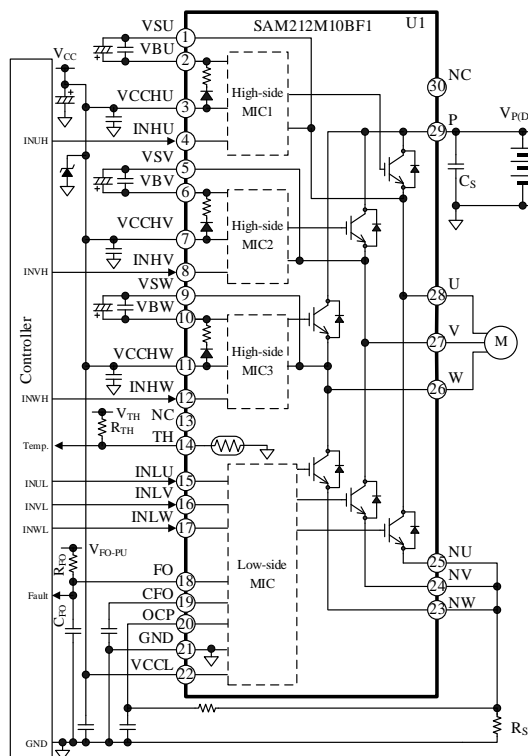 SAM212M10BF1
U1
VSU
1
VCC
VBU
2
High-side
MIC1
NC
30
VCCHU
3
P
29
VP(D
INUH
INHU
4
CS
VSV
5
VBV
6
High-side
MIC2
VCCHV
7
INVH
INHV
8
VSW
9
U
28
VBW
10
V
27
M
High-side
MIC3
VCCHW
11
W
26
Controller
INWH
INHW
12
VTH
NC
13
RTH
Temp.
TH
14
INUL
INLU
15
INVL
INLV
16
INWL
INLW
17
Low-side
MIC
VFO-PU
RFO
NU
25
FO
18
NV
24
Fault
CFO
CFO
19
NW
23
OCP
20
GND
21
VCCL
22
RS
GND